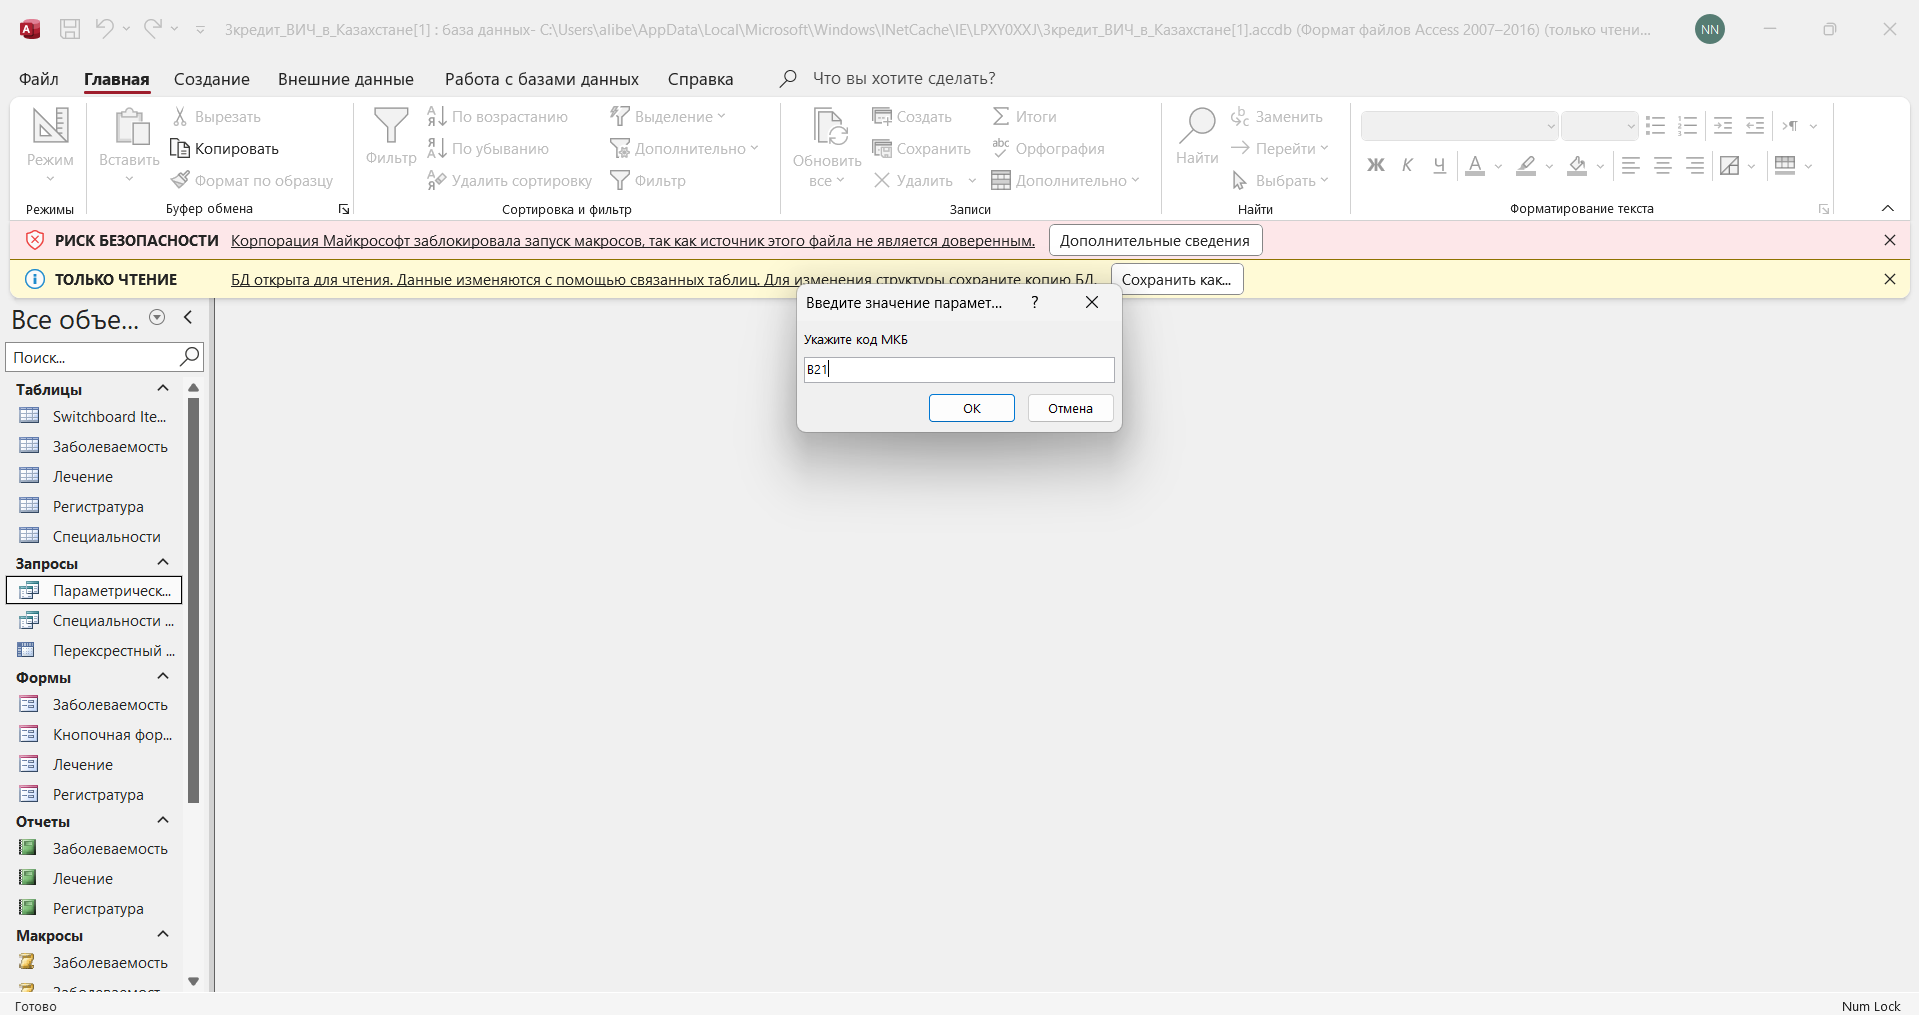 3кредит_ВИЧ_в_Казахстане[1] : база данных- C:\Users\alibe\AppData\Local\Microsoft\Windows\INetCache\IE\LPXY0XXJ\3кредит_ВИЧ_в_Казахстане[1].accdb (Формат файлов Access 2007–2016) (только чтени...
NN
Файл Главная Создание Внешние данные Работа с базами данных Справка Что вы хотите сделать?
Режим
Режимы
Вставить
Вырезать
Копировать
Формат по образцу
Буфер обмена
Фильтр
По возрастанию
По убыванию
Удалить сортировку
Выделение
Дополнительно
Фильтр
Сортировка и фильтр
Обновить
все
Создать
Сохранить
Удалить
Итоги
Орфография
Дополнительно
Записи
Найти
Заменить
Перейти
Выбрать
Найти
Ж К Ч А
Форматирование текста
РИСК БЕЗОПАСНОСТИ Корпорация Майкрософт заблокировала запуск макросов, так как источник этого файла не является доверенным. Дополнительные сведения
ТОЛЬКО ЧТЕНИЕ БД открыта для чтения. Данные изменяются с помощью связанных таблиц. Для изменения структуры сохраните копию БД. Сохранить как...
Введите значение парамет... ?
Укажите код МКБ
B21
ОК Отмена
Все объе...
Поиск...
Таблицы
Switchboard Ite...
Заболеваемость
Лечение
Регистратура
Специальности
Запросы
Параметрическ...
Специальности ...
Перексрестный ...
Формы
Заболеваемость
Кнопочная фор...
Лечение
Регистратура
Отчеты
Заболеваемость
Лечение
Регистратура
Макросы
Заболеваемость
Готово
Num Lock